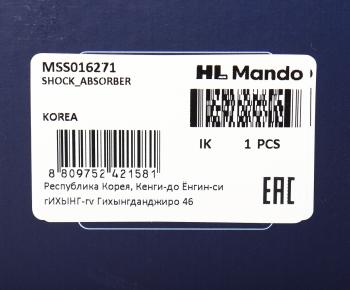 MSS016271
HL Mando
SHOCK_ABSORBER
KOREA
IK 1 PCS
8 809752 421581
Республика Корея, Кенги-до Ёнгин-си
гИХЫНГ-гv Гихынгданджиро 46
EAC